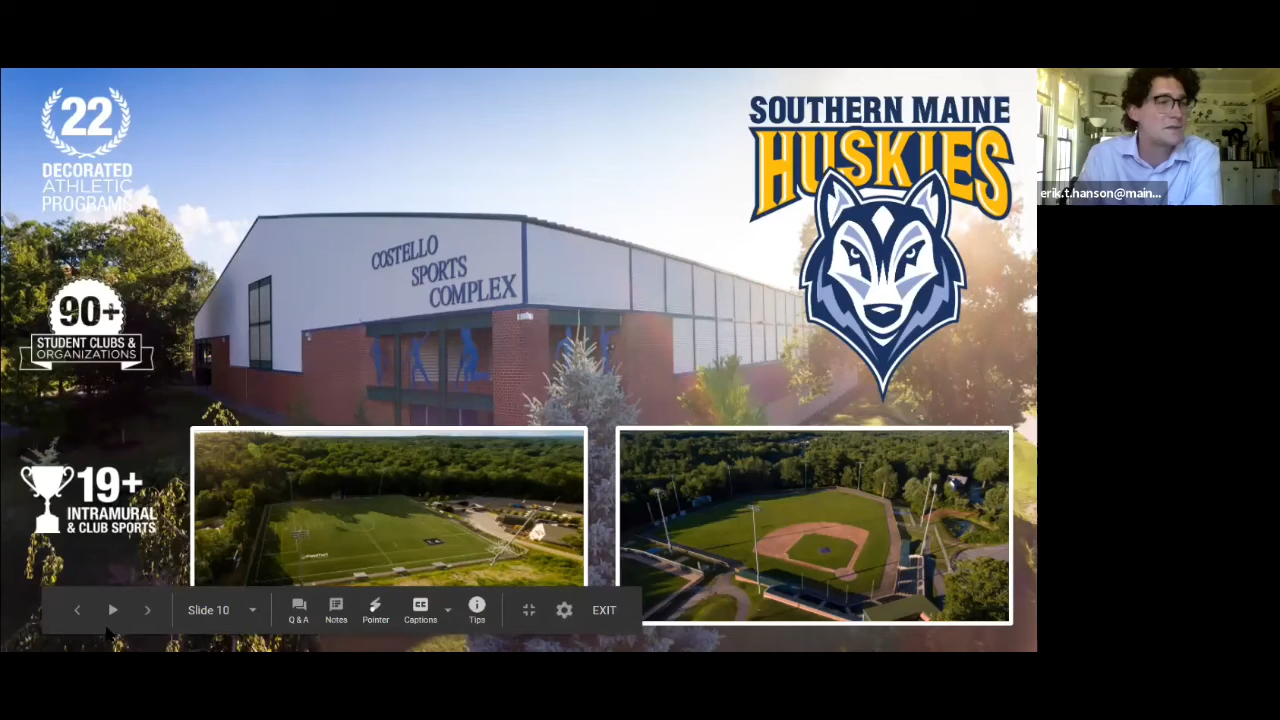 22
DECORATED
ATHLETIC
PROGRAMS
90+
STUDENT CLUBS &
ORGANIZATIONS
19+
INTRAMURAL
& CLUB SPORTS
COSTELLO
SPORTS
COMPLEX
SOUTHERN MAINE
HUSKIES
erik.t.hanson@main...
Slide 10
Q & A
Notes
Pointer
Captions
Tips
EXIT
CC